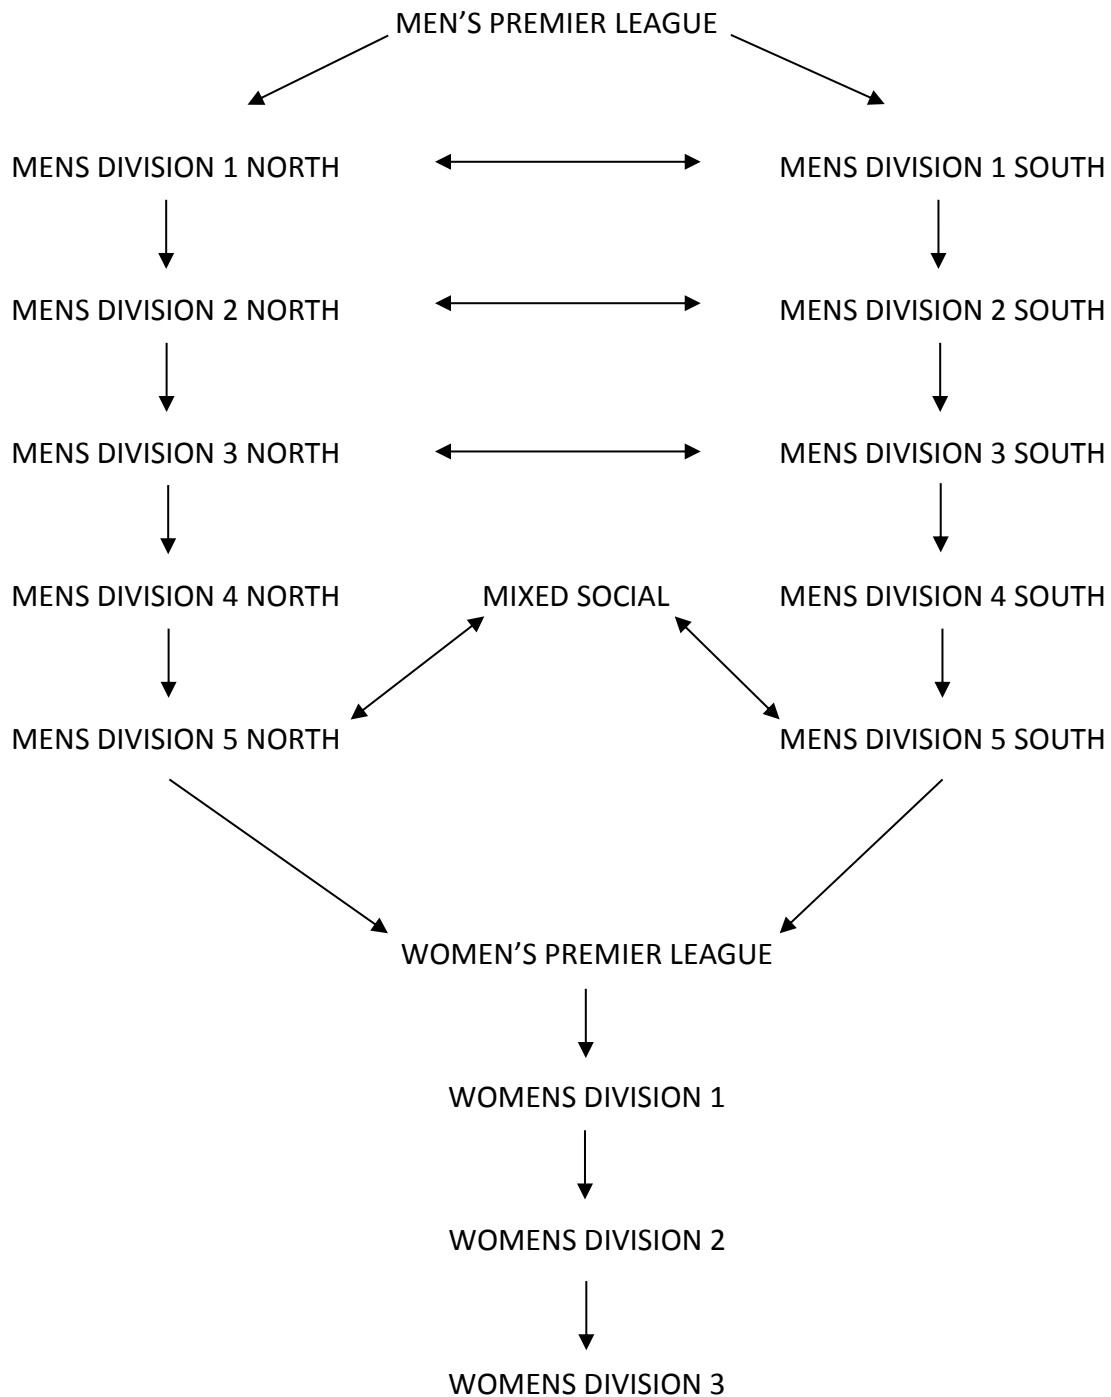 MEN’S PREMIER LEAGUE
MENS DIVISION 1 NORTH
MENS DIVISION 1 SOUTH
MENS DIVISION 2 NORTH
MENS DIVISION 2 SOUTH
MENS DIVISION 3 NORTH
MENS DIVISION 3 SOUTH
MENS DIVISION 4 NORTH
MIXED SOCIAL
MENS DIVISION 4 SOUTH
MENS DIVISION 5 NORTH
MENS DIVISION 5 SOUTH
WOMEN’S PREMIER LEAGUE
WOMENS DIVISION 1
WOMENS DIVISION 2
WOMENS DIVISION 3